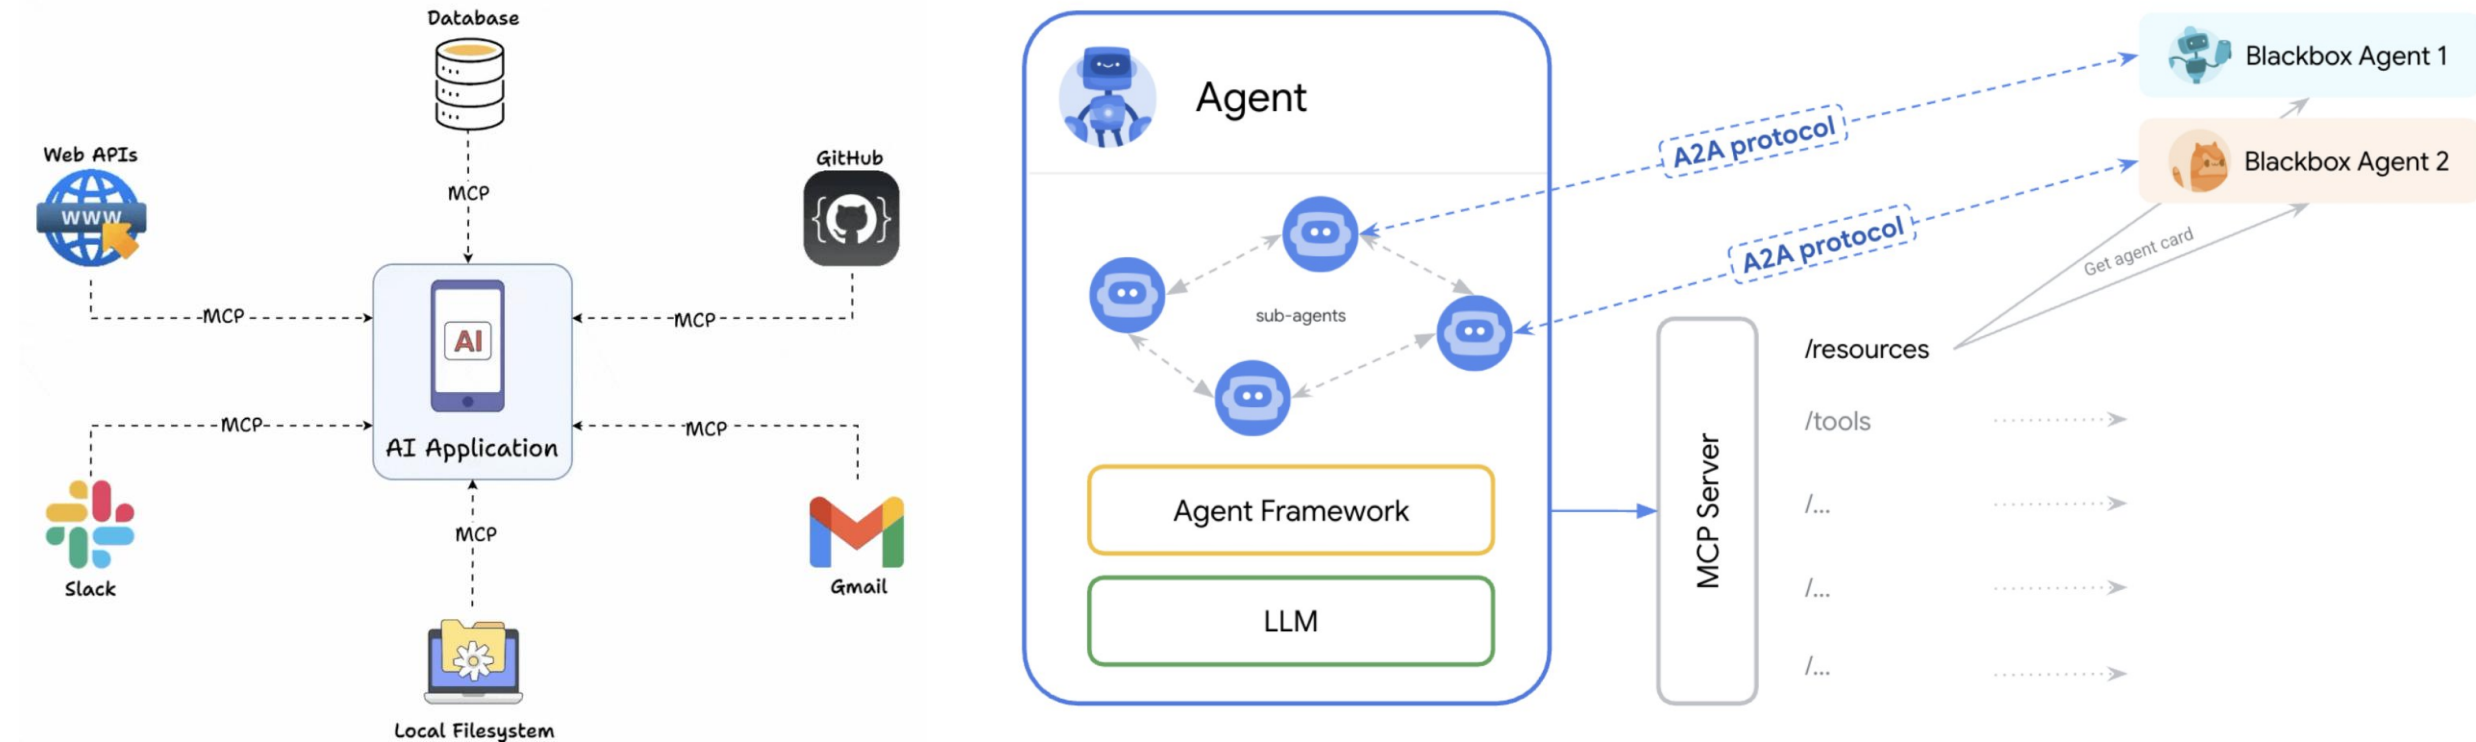 Database
Web APIs
WWW
GitHub
MCP
MCP
MCP
AI
AI Application
MCP
MCP
MCP
Slack
Gmail
Local Filesystem
Agent
sub-agents
Agent Framework
LLM
A2A protocol
A2A protocol
Blackbox Agent 1
Blackbox Agent 2
Get agent card
MCP Server
/resources
/tools
/...
/...
/...